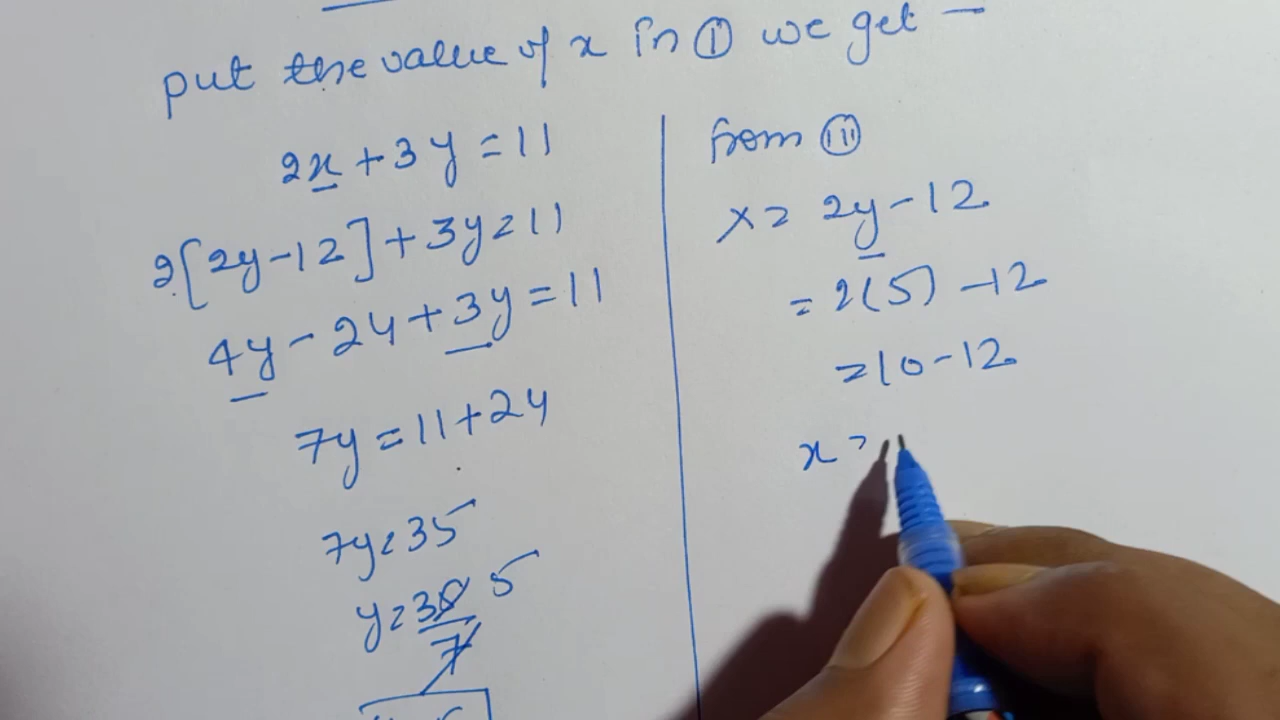 put the value of x in ① we get –
2x + 3y = 11
2[2y-12] + 3y = 11
4y - 24 + 3y = 11
7y = 11 + 24
7y = 35
y = 35/7 5
from (iii)
x = 2y - 12
= 2(5) - 12
= 10 - 12
x =